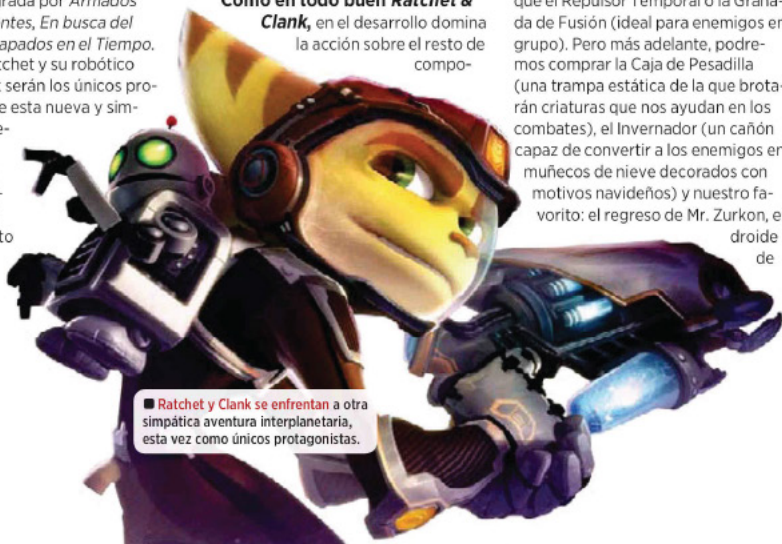 grada por Armados
entes, En busca del
apados en el Tiempo.
tchet y su robótico
serán los únicos pro-
e esta nueva y sim-
e-
to
Como en todo buen Ratchet &
Clank, en el desarrollo domina
la acción sobre el resto de
compo-
que el Repulsor Temporal o la Grana-
da de Fusión (ideal para enemigos en
grupo). Pero más adelante, podre-
mos comprar la Caja de Pesadilla
(una trampa estática de la que brota-
rán criaturas que nos ayudan en los
combates), el Invernador (un cañón
capaz de convertir a los enemigos en
muñecos de nieve decorados con
motivos navideños) y nuestro fa-
vorito: el regreso de Mr. Zurkon, e
droide
de
■ Ratchet y Clank se enfrentan a otra
simpática aventura interplanetaria,
esta vez como únicos protagonistas.